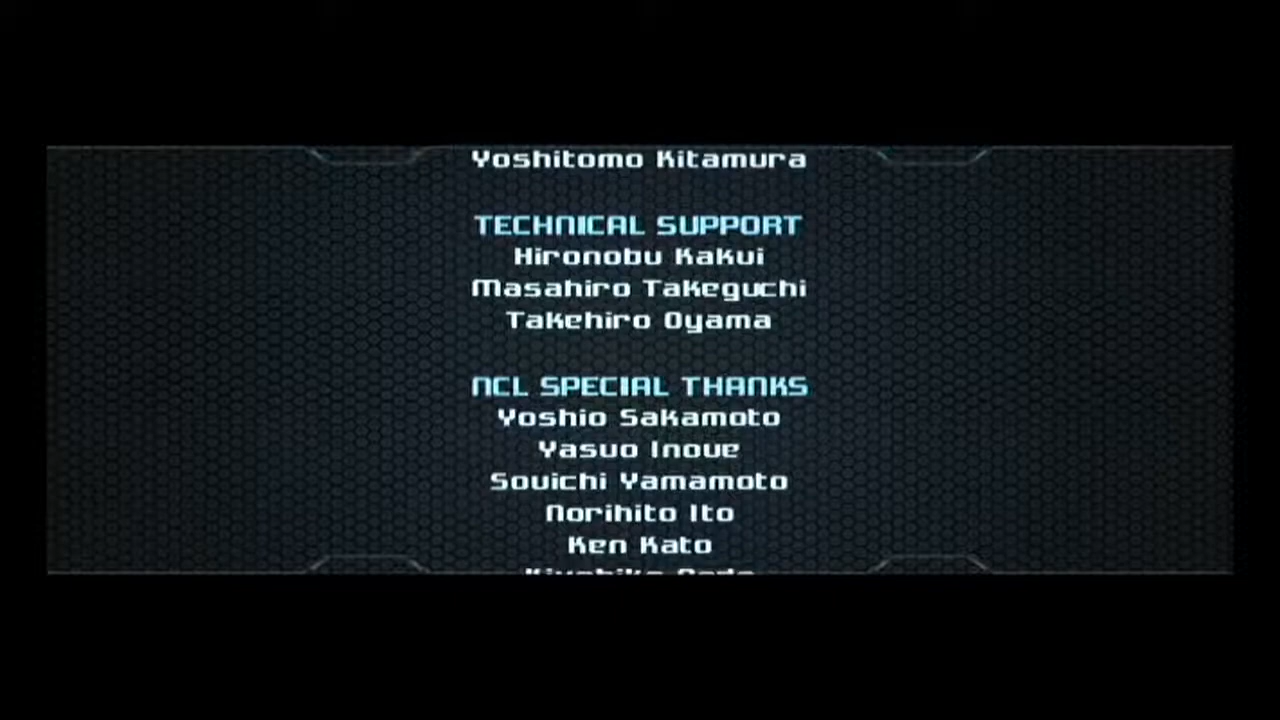 Yoshitomo Kitamura
TECHNICAL SUPPORT
Hironobu Kakui
Masahiro Takeguchi
Takehiro Oyama
NCL SPECIAL THANKS
Yoshio Sakamoto
Yasuo Inoue
Souichi Yamamoto
Norihito Ito
Ken Kato